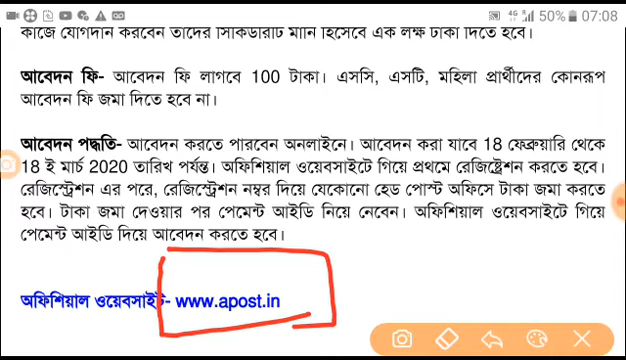 4G 50% 07:08
কাজে যোগদান করবেন তাদের সিকিউরিটি মানি হিসেবে এক লক্ষ টাকা দিতে হবে।
আবেদন ফি- আবেদন ফি লাগবে 100 টাকা। এসসি, এসটি, মহিলা প্রার্থীদের কোনরূপ
আবেদন ফি জমা দিতে হবে না।
আবেদন পদ্ধতি- আবেদন করতে পারবেন অনলাইনে। আবেদন করা যাবে 18 ফেব্রুয়ারি থেকে
18 ই মার্চ 2020 তারিখ পর্যন্ত। অফিশিয়াল ওয়েবসাইটে গিয়ে প্রথমে রেজিস্ট্রেশন করতে হবে।
রেজিস্ট্রেশন এর পরে, রেজিস্ট্রেশন নম্বর দিয়ে যেকোনো হেড পোস্ট অফিসে টাকা জমা করতে
হবে। টাকা জমা দেওয়ার পর পেমেন্ট আইডি নিয়ে নেবেন। অফিশিয়াল ওয়েবসাইটে গিয়ে
পেমেন্ট আইডি দিয়ে আবেদন করতে হবে।
অফিশিয়াল ওয়েবসাইট- www.apost.in